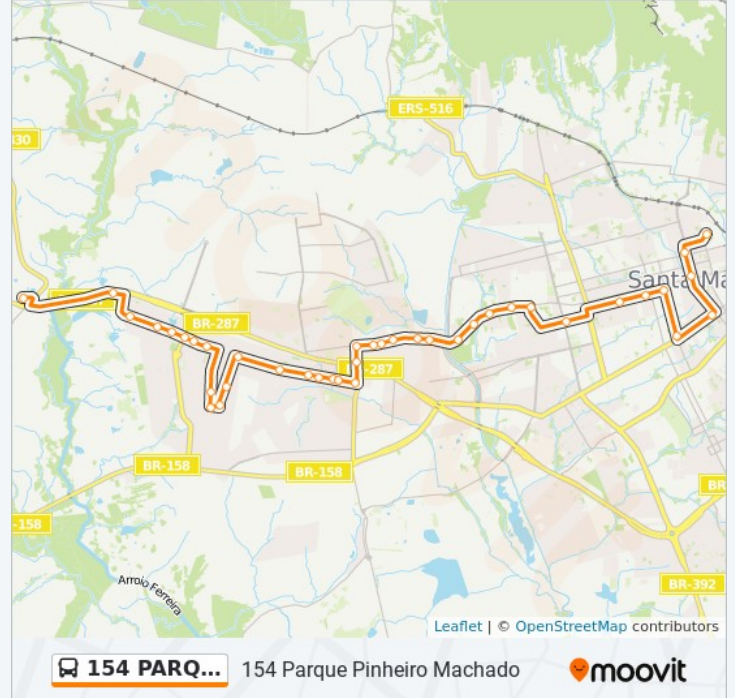 ERS-516
30
Santa Ma
BR-287
BR-287
BR-158
BR-158
BR
-158
Arroio Ferreira
BR-392
Leaflet | © OpenStreetMap contributors
154 PARQ... 154 Parque Pinheiro Machado moovit